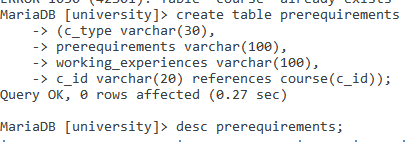 MariaDB [university]> create table prerequirements
-> (c_type varchar(30),
-> prerequirements varchar(100),
-> working_experiences varchar(100),
-> c_id varchar(20) references course(c_id));
Query OK, 0 rows affected (0.27 sec)
MariaDB [university]> desc prerequirements;